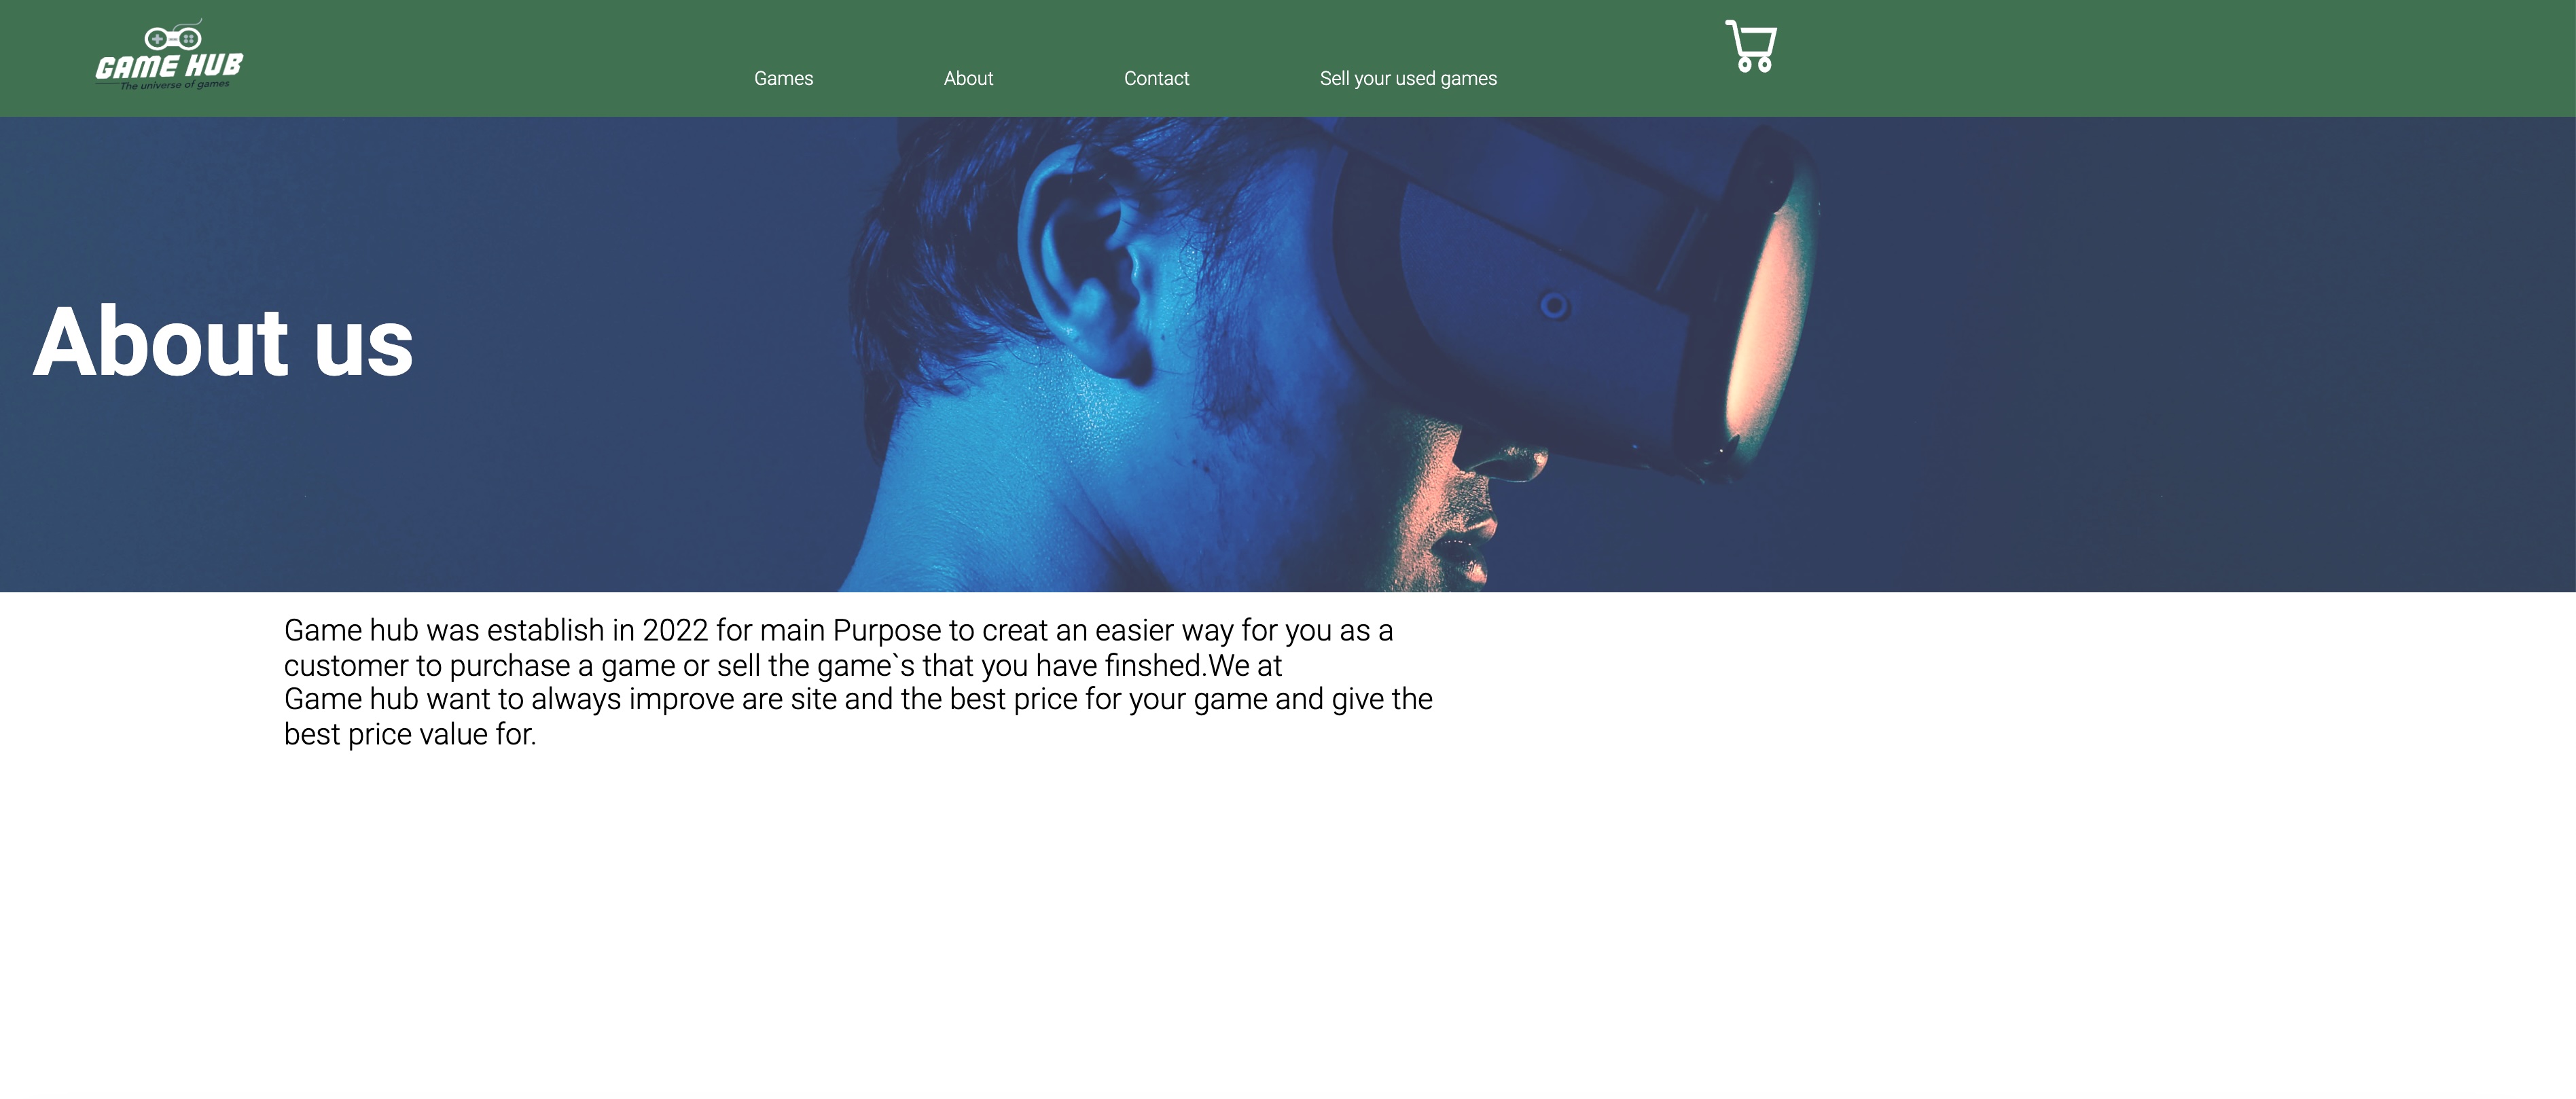 GAME HUB
The universe of games
Games
About
Contact
Sell your used games
About us
Game hub was establish in 2022 for main Purpose to creat an easier way for you as a
customer to purchase a game or sell the game`s that you have finshed.We at
Game hub want to always improve are site and the best price for your game and give the
best price value for.